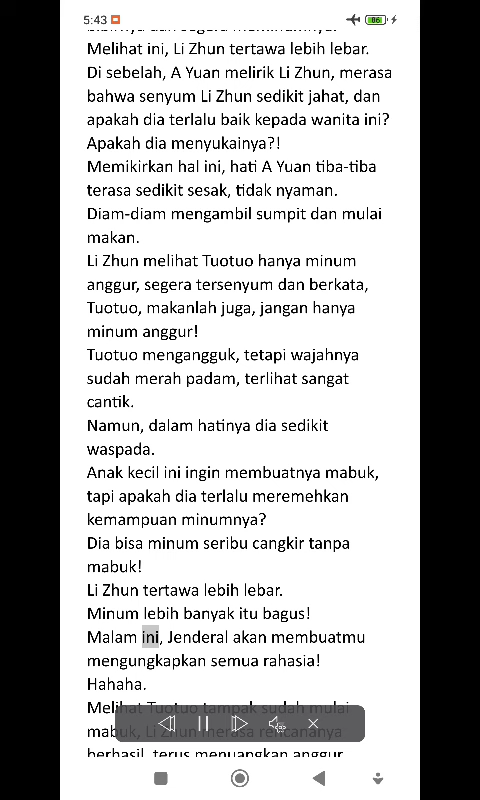 5:43
86
Melihat ini, Li Zhun tertawa lebih lebar.
Di sebelah, A Yuan melirik Li Zhun, merasa
bahwa senyum Li Zhun sedikit jahat, dan
apakah dia terlalu baik kepada wanita ini?
Apakah dia menyukainya?!
Memikirkan hal ini, hati A Yuan tiba-tiba
terasa sedikit sesak, tidak nyaman.
Diam-diam mengambil sumpit dan mulai
makan.
Li Zhun melihat Tuotuo hanya minum
anggur, segera tersenyum dan berkata,
Tuotuo, makanlah juga, jangan hanya
minum anggur!
Tuotuo mengangguk, tetapi wajahnya
sudah merah padam, terlihat sangat
cantik.
Namun, dalam hatinya dia sedikit
waspada.
Anak kecil ini ingin membuatnya mabuk,
tapi apakah dia terlalu meremehkan
kemampuan minumnya?
Dia bisa minum seribu cangkir tanpa
mabuk!
Li Zhun tertawa lebih lebar.
Minum lebih banyak itu bagus!
Malam ini, Jenderal akan membuatmu
mengungkapkan semua rahasia!
Hahaha.
Melihat Tuotuo tampak sudah mulai
mabuk, Li Zhun merasa rencananya
berhasil, terus menuangkan anggur